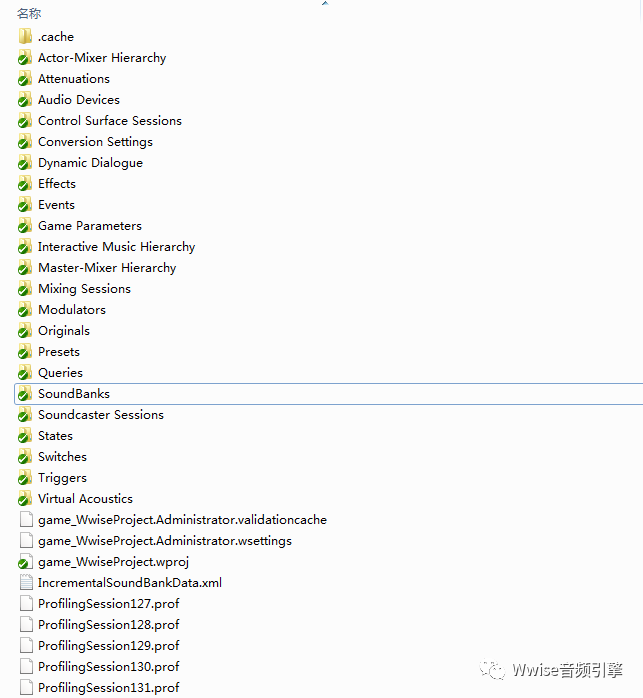 名称
.cache
Actor-Mixer Hierarchy
Attenuations
Audio Devices
Control Surface Sessions
Conversion Settings
Dynamic Dialogue
Effects
Events
Game Parameters
Interactive Music Hierarchy
Master-Mixer Hierarchy
Mixing Sessions
Modulators
Originals
Presets
Queries
SoundBanks
Soundcaster Sessions
States
Switches
Triggers
Virtual Acoustics
game_WwiseProject.Administrator.validationcache
game_WwiseProject.Administrator.wsettings
game_WwiseProject.wproj
IncrementalSoundBankData.xml
ProfilingSession127.prof
ProfilingSession128.prof
ProfilingSession129.prof
ProfilingSession130.prof
ProfilingSession131.prof
Wwise音频引擎